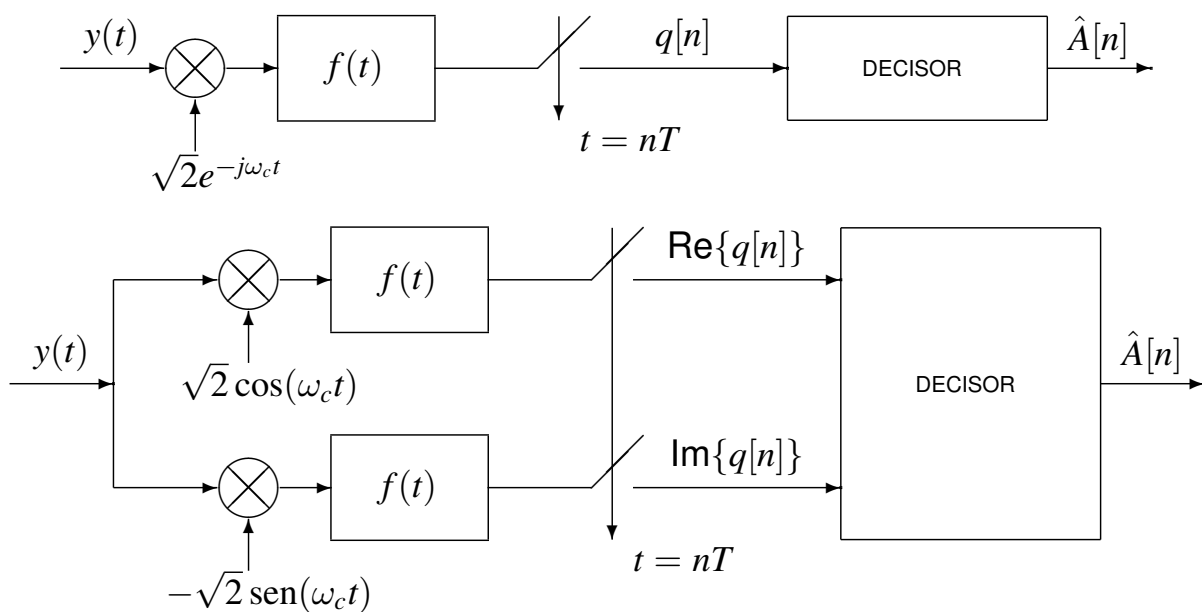 y(t)
f(t)
q[n]
DECISOR
Â[n]
t = nT
√2e^{-jω_c t}
Re{q[n]}
f(t)
y(t)
√2 cos(ω_c t)
DECISOR
Â[n]
Im{q[n]}
f(t)
t = nT
−√2 sen(ω_c t)